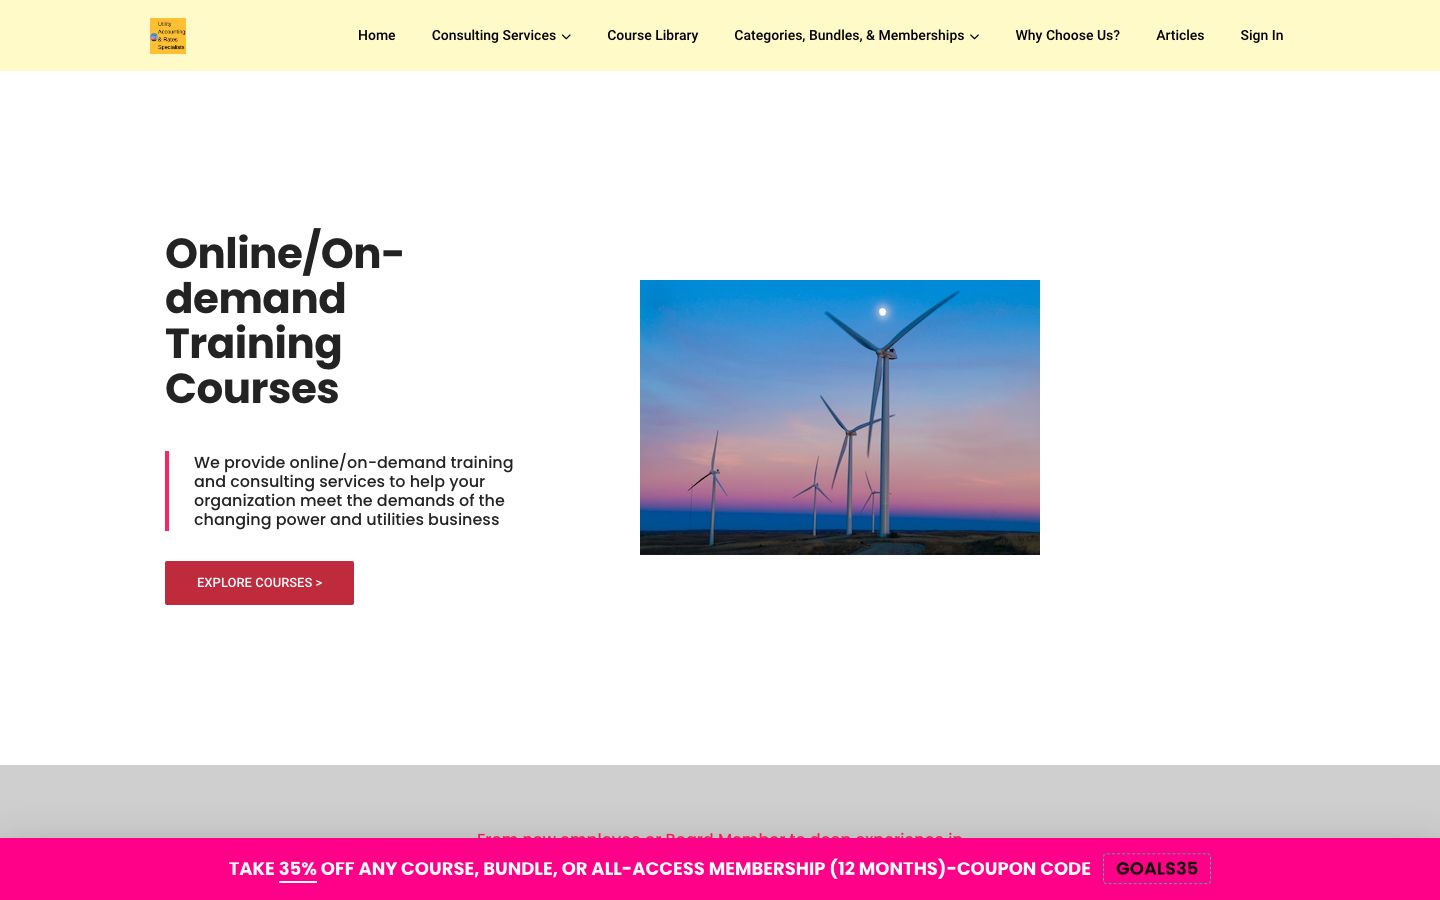 Utility
Accounting
& Rates
Specialists
Home
Consulting Services
Course Library
Categories, Bundles, & Memberships
Why Choose Us?
Articles
Sign In
Online/On-
demand
Training
Courses
We provide online/on-demand training
and consulting services to help your
organization meet the demands of the
changing power and utilities business
EXPLORE COURSES >
From new employee or Board Member to deep experience in
TAKE 35% OFF ANY COURSE, BUNDLE, OR ALL-ACCESS MEMBERSHIP (12 MONTHS)-COUPON CODE GOALS35